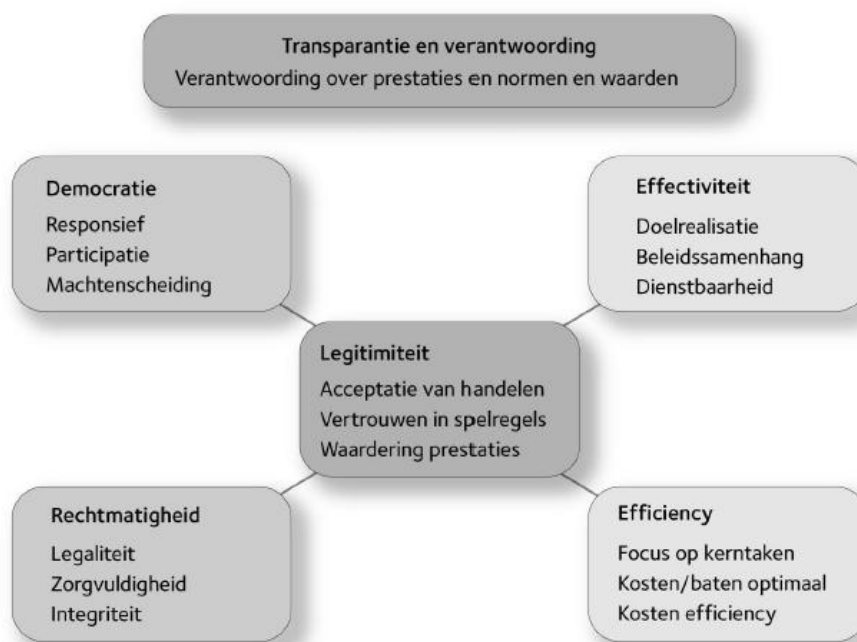 Transparantie en verantwoording
Verantwoording over prestaties en normen en waarden
Democratie
Responsief
Participatie
Machtenscheiding
Effectiviteit
Doelrealisatie
Beleidssamenhang
Dienstbaarheid
Legitimiteit
Acceptatie van handelen
Vertrouwen in spelregels
Waardering prestaties
Rechtmatigheid
Legaliteit
Zorgvuldigheid
Integriteit
Efficiency
Focus op kerntaken
Kosten/baten optimaal
Kosten efficiency